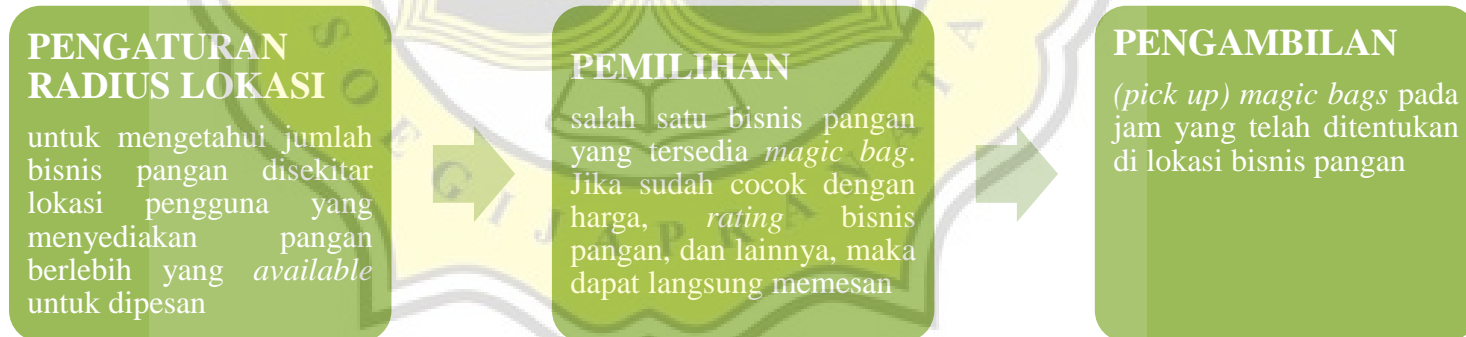 PENGATURAN
RADIUS LOKASI
untuk mengetahui jumlah
bisnis pangan disekitar
lokasi pengguna yang
menyediakan pangan
berlebih yang available
untuk dipesan
PEMILIHAN
salah satu bisnis pangan
yang tersedia magic bag.
Jika sudah cocok dengan
harga, rating bisnis
pangan, dan lainnya, maka
dapat langsung memesan
PENGAMBILAN
(pick up) magic bags pada
jam yang telah ditentukan
di lokasi bisnis pangan
SOEGIJAPRANATA